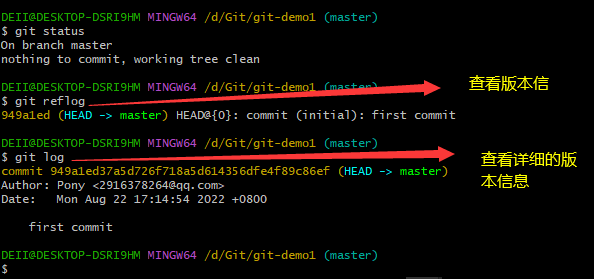 DEII@DESKTOP-DSRI9HM MINGW64 /d/Git/git-demo1 (master)
$ git status
On branch master
nothing to commit, working tree clean
DEII@DESKTOP-DSRI9HM MINGW64 /d/Git/git-demo1 (master)
$ git reflog
查看版本信
949a1ed (HEAD -> master) HEAD@{0}: commit (initial): first commit
DEII@DESKTOP-DSRI9HM MINGW64 /d/Git/git-demo1 (master)
$ git log
查看详细的版
本信息
commit 949a1ed37a5d726f718a5d614356dfe4f89c86ef (HEAD -> master)
Author: Pony <2916378264@qq.com>
Date:   Mon Aug 22 17:14:54 2022 +0800
first commit
DEII@DESKTOP-DSRI9HM MINGW64 /d/Git/git-demo1 (master)
$